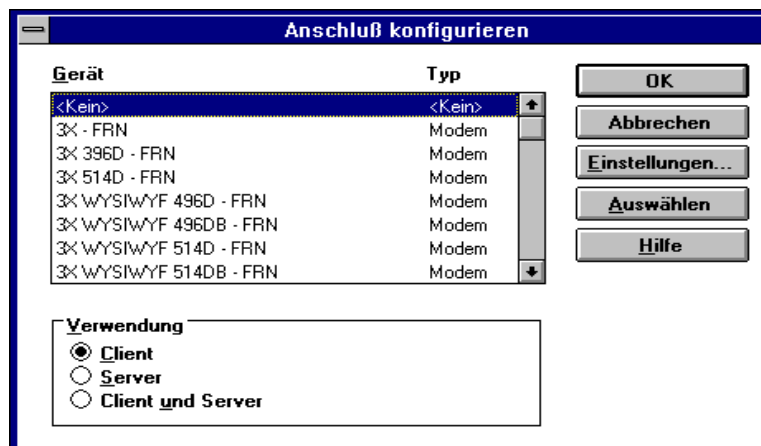 Anschluß konfigurieren
Gerät Typ
<Kein> <Kein>
3X - FRN Modem
3X 396D - FRN Modem
3X 514D - FRN Modem
3X WYSIWYF 496D - FRN Modem
3X WYSIWYF 496DB - FRN Modem
3X WYSIWYF 514D - FRN Modem
3X WYSIWYF 514DB - FRN Modem
OK
Abbrechen
Einstellungen...
Auswählen
Hilfe
Verwendung
Client
Server
Client und Server